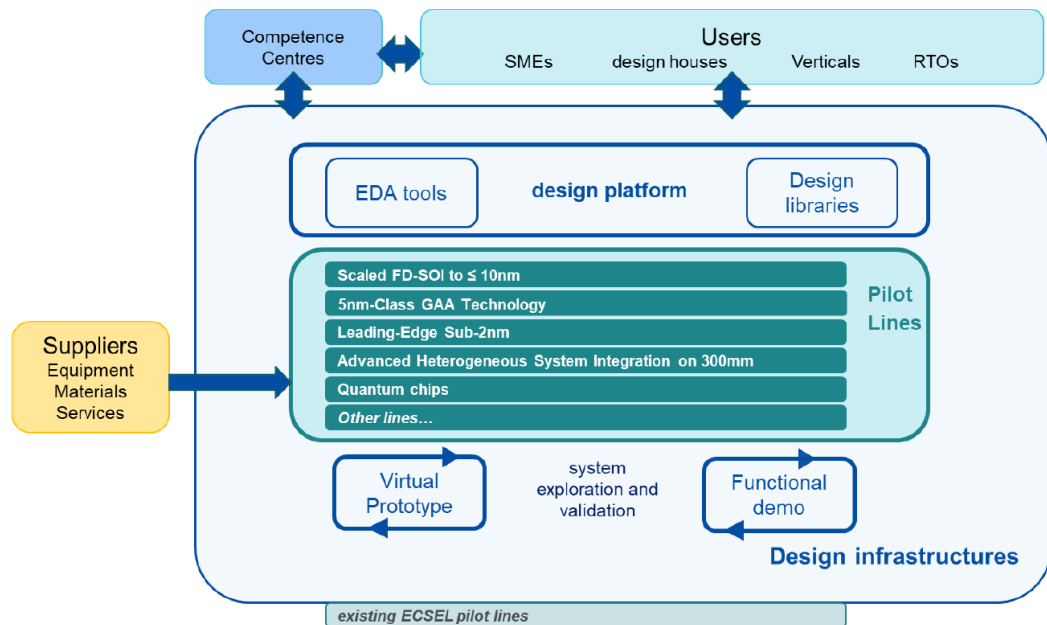 Competence
Centres
Users
SMEs design houses Verticals RTOs
EDA tools
design platform
Design
libraries
Scaled FD-SOI to ≤ 10nm
5nm-Class GAA Technology
Leading-Edge Sub-2nm
Advanced Heterogeneous System Integration on 300mm
Quantum chips
Other lines…
Pilot
Lines
Suppliers
Equipment
Materials
Services
Virtual
Prototype
system
exploration and
validation
Functional
demo
Design infrastructures
existing ECSEL pilot lines